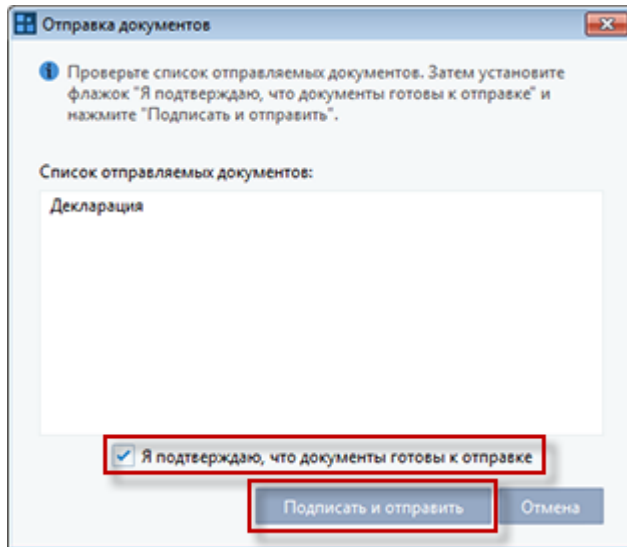 Отправка документов
Проверьте список отправляемых документов. Затем установите
флажок "Я подтверждаю, что документы готовы к отправке" и
нажмите "Подписать и отправить".
Список отправляемых документов:
Декларация
Я подтверждаю, что документы готовы к отправке
Подписать и отправить
Отмена